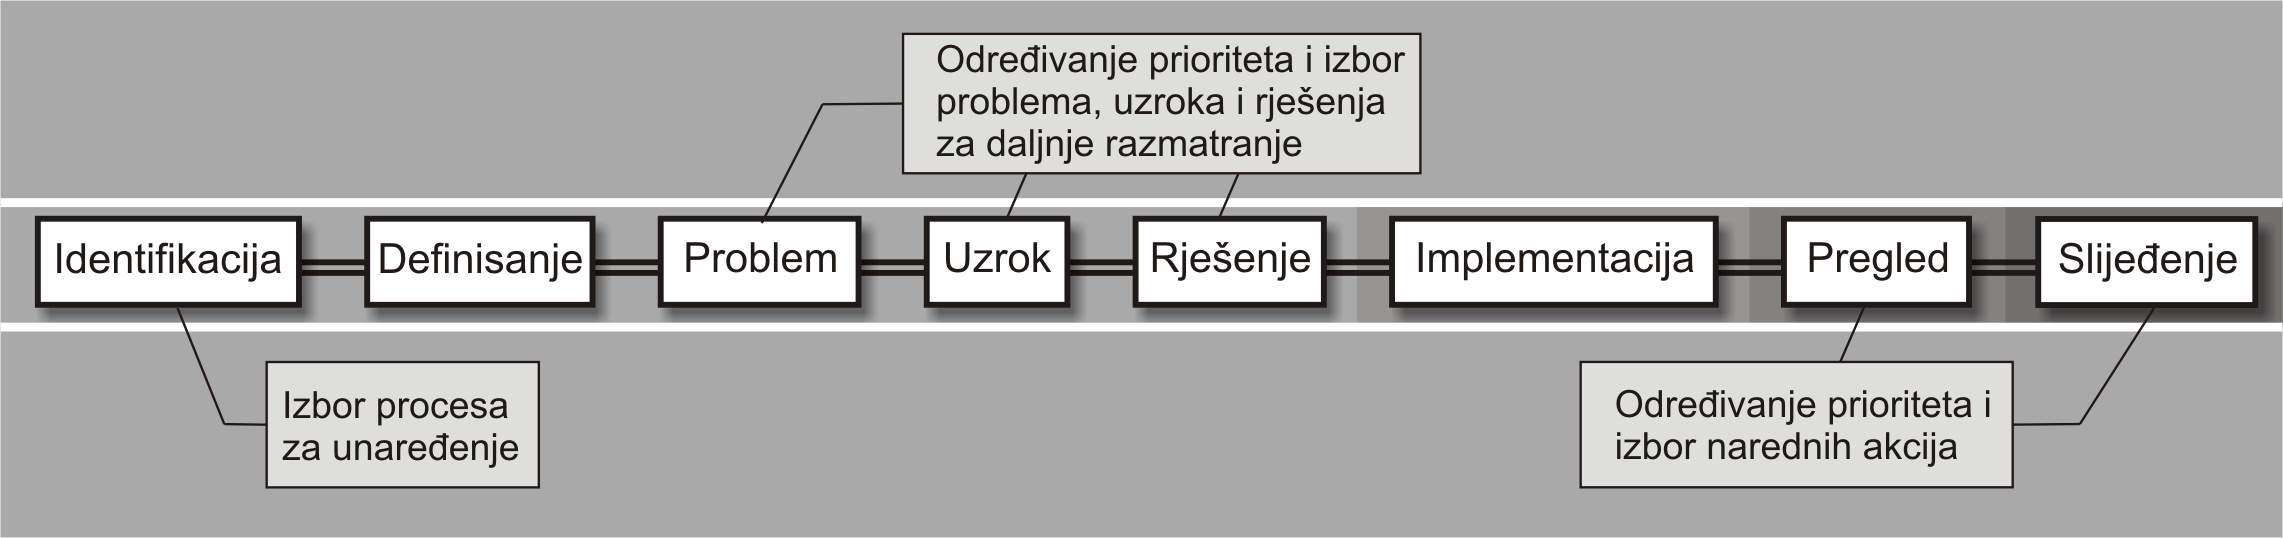 Određivanje prioriteta i izbor
problema, uzroka i rješenja
za daljnje razmatranje
Identifikacija
Definisanje
Problem
Uzrok
Rješenje
Implementacija
Pregled
Slijeđenje
Izbor procesa
za unaređenje
Određivanje prioriteta i
izbor narednih akcija